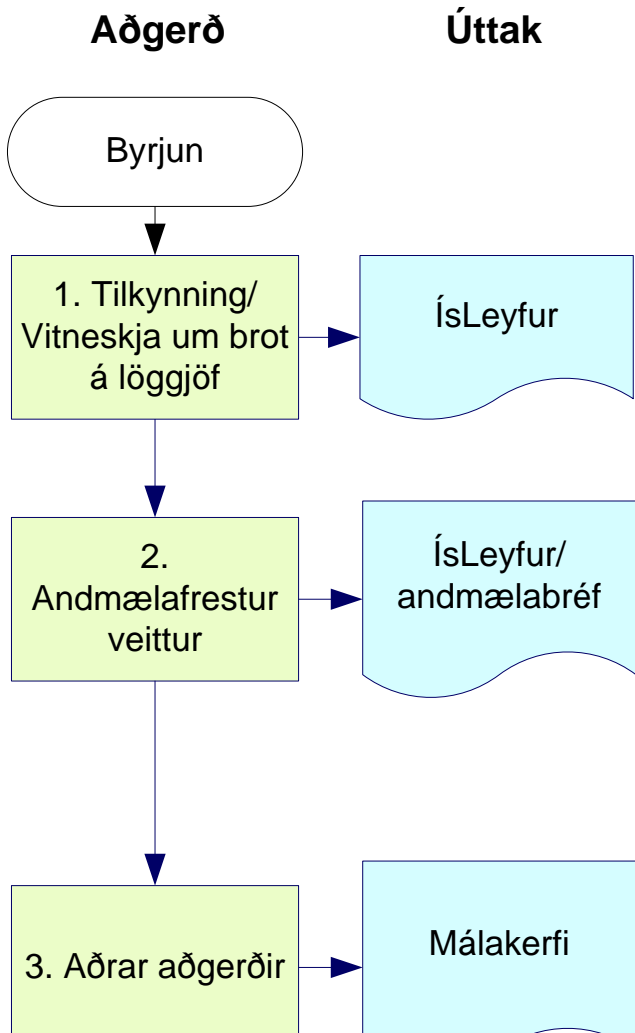 Aðgerð
Úttak
Byrjun
1. Tilkynning/
Vitneskja um brot
á löggjöf
ÍsLeyfur
2.
Andmælafrestur
veittur
ÍsLeyfur/
andmælabréf
3. Aðrar aðgerðir
Málakerfi